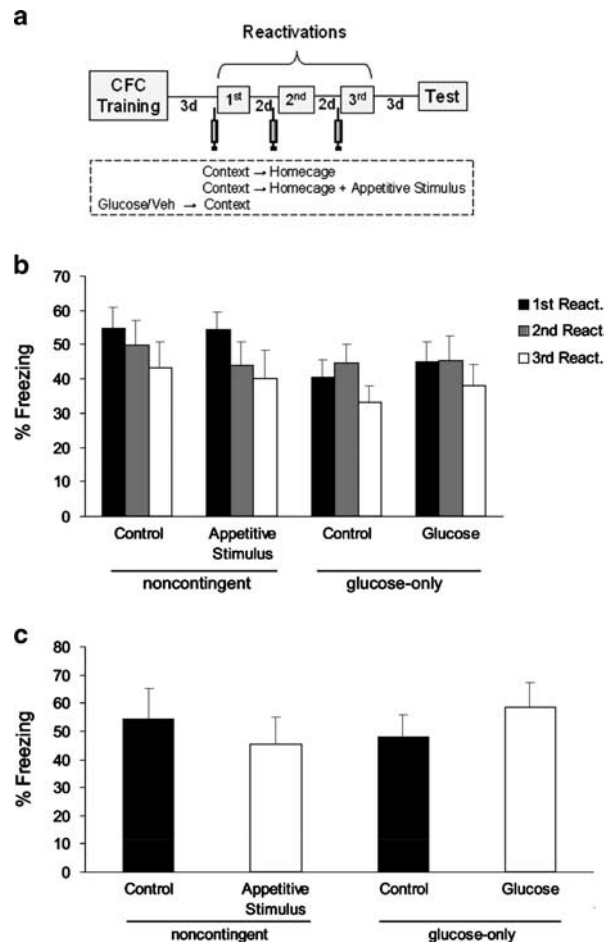 a
Reactivations
CFC Training
3d
1st
2d
2nd
2d
3rd
3d
Test
Context → Homecage
Context → Homecage + Appetitive Stimulus
Glucose/Veh → Context
b
% Freezing
70
60
50
40
30
20
10
0
1st React.
2nd React.
3rd React.
Control
Appetitive
Stimulus
Control
Glucose
noncontingent
glucose-only
c
% Freezing
80
70
60
50
40
30
20
10
0
Control
Appetitive
Stimulus
Control
Glucose
noncontingent
glucose-only